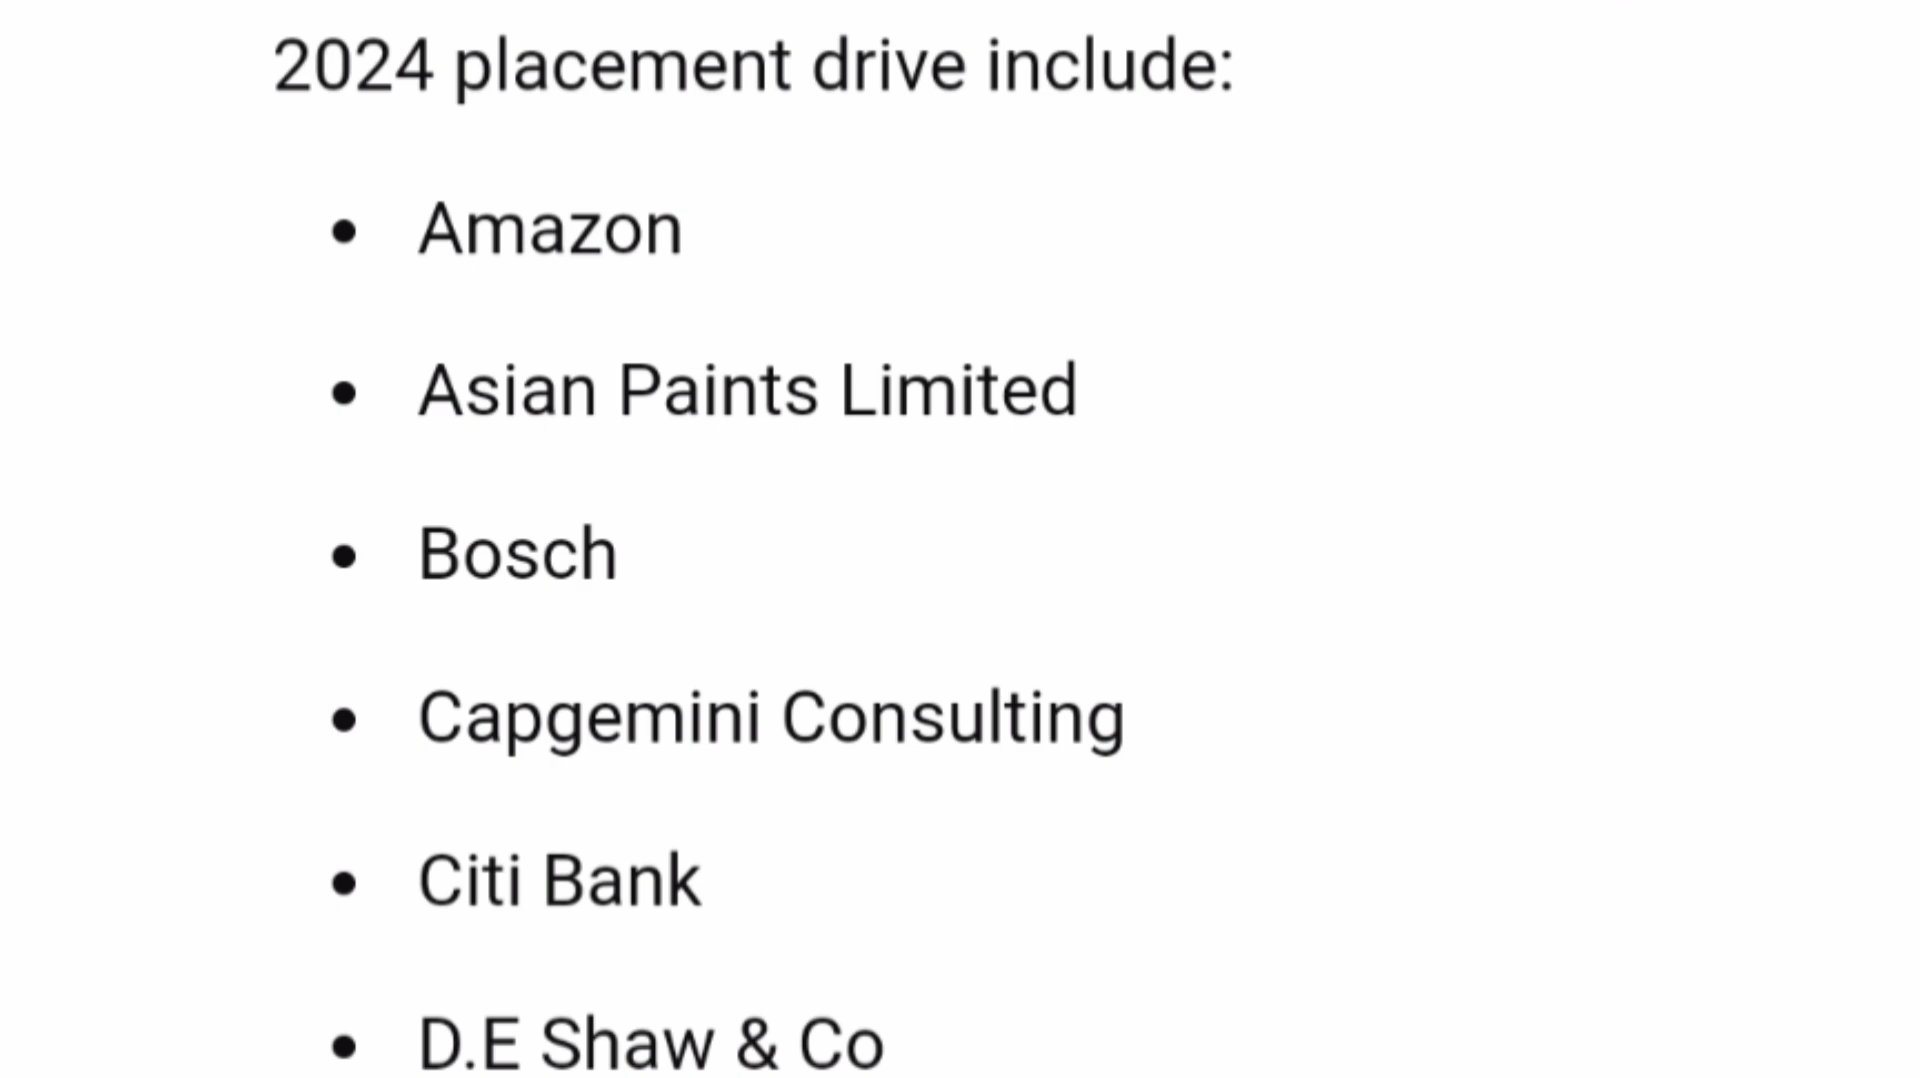 2024 placement drive include:
• Amazon
• Asian Paints Limited
• Bosch
• Capgemini Consulting
• Citi Bank
• D.E Shaw & Co